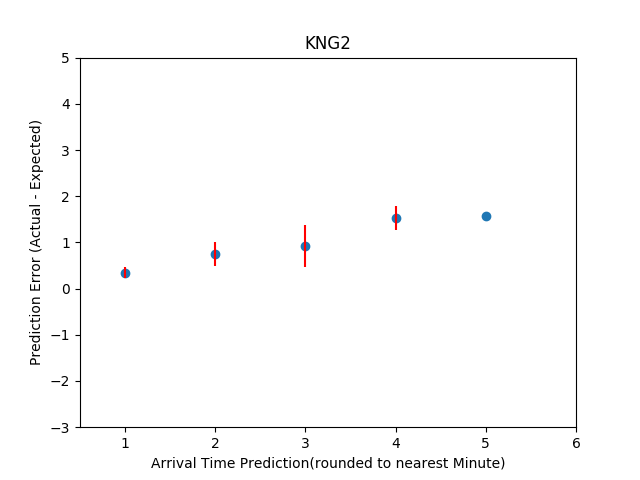 KNG2
5
4
3
2
1
0
−1
−2
−3
Prediction Error (Actual - Expected)
1 2 3 4 5 6
Arrival Time Prediction(rounded to nearest Minute)